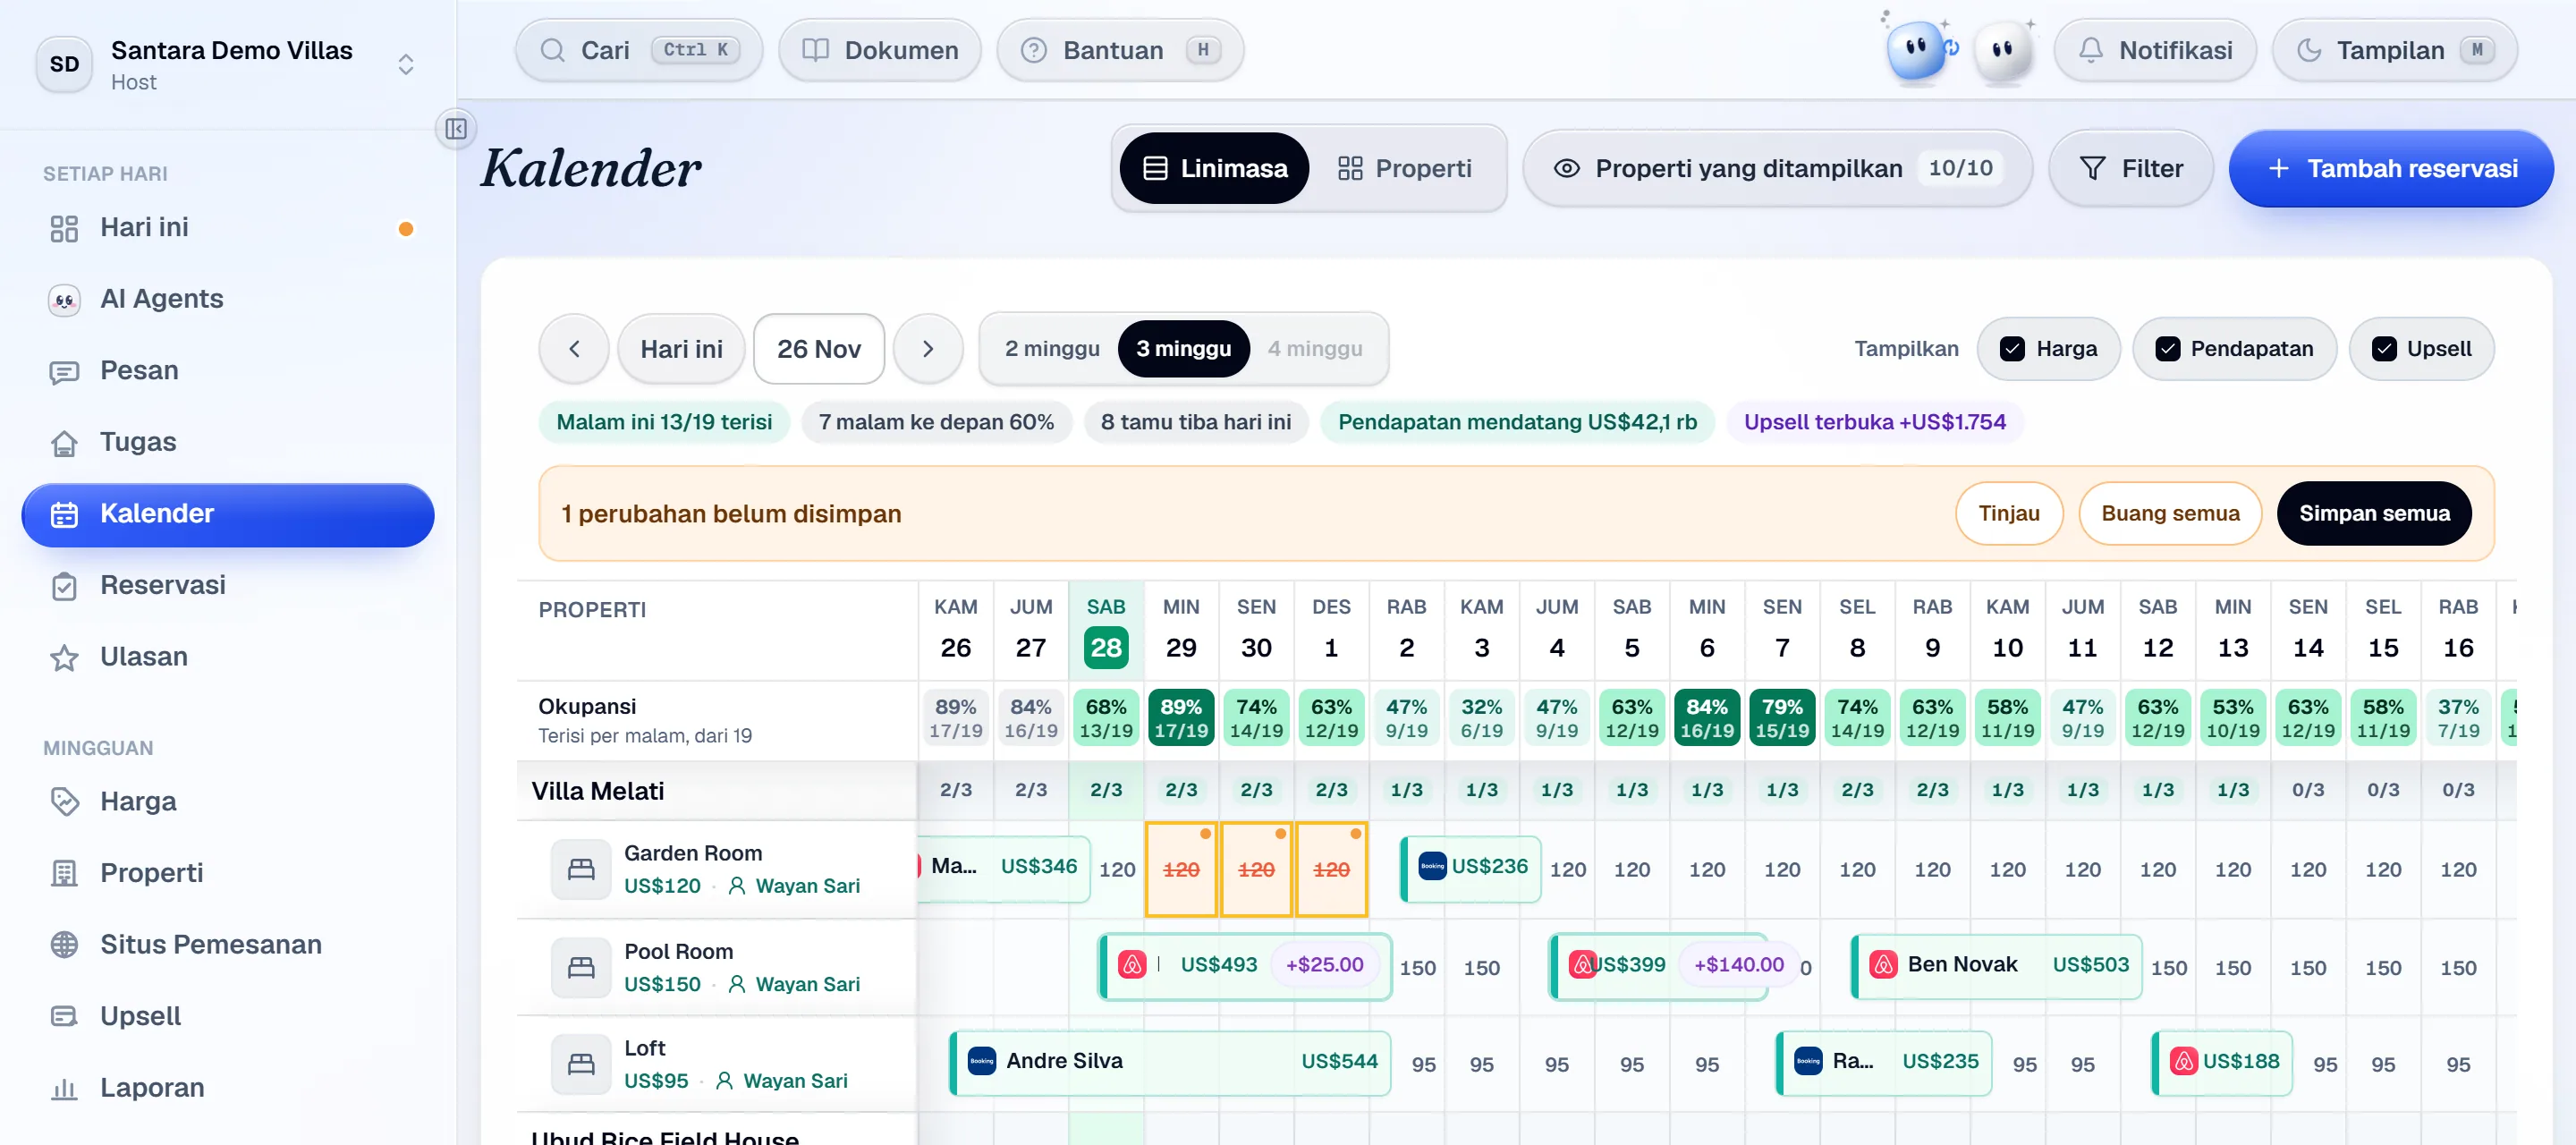 SD
Santara Demo Villas
Host
Cari Ctrl K
Dokumen
Bantuan H
Notifikasi
Tampilan M
SETIAP HARI
Hari ini
AI Agents
Pesan
Tugas
Kalender
Reservasi
Ulasan
MINGGUAN
Harga
Properti
Situs Pemesanan
Upsell
Laporan
Kalender
Linimasa
Properti
Properti yang ditampilkan 10/10
Filter
+ Tambah reservasi
Hari ini
26 Nov
2 minggu 3 minggu 4 minggu
Tampilkan Harga Pendapatan Upsell
Malam ini 13/19 terisi
7 malam ke depan 60%
8 tamu tiba hari ini
Pendapatan mendatang US$42,1 rb
Upsell terbuka +US$1.754
1 perubahan belum disimpan
Tinjau
Buang semua
Simpan semua
PROPERTI
KAM JUM SAB MIN SEN DES RAB KAM JUM SAB MIN SEN SEL RAB KAM JUM SAB MIN SEN SEL RAB
26 27 28 29 30 1 2 3 4 5 6 7 8 9 10 11 12 13 14 15 16
Okupansi
89% 84% 68% 89% 74% 63% 47% 32% 47% 63% 84% 79% 74% 63% 58% 47% 63% 53% 63% 58% 37%
Terisi per malam, dari 19
17/19 16/19 13/19 17/19 14/19 12/19 9/19 6/19 9/19 12/19 16/19 15/19 14/19 12/19 11/19 9/19 12/19 10/19 12/19 11/19 7/19
Villa Melati
2/3 2/3 2/3 2/3 2/3 2/3 1/3 1/3 1/3 1/3 1/3 1/3 2/3 2/3 1/3 1/3 1/3 1/3 0/3 0/3 0/3
Garden Room
US$120 · Wayan Sari
Ma... US$346 120 120 120 120 Booking US$236 120 120 120 120 120 120 120 120 120 120 120 120 120
Pool Room
US$150 · Wayan Sari
US$493 +$25.00 150 150 US$399 +$140.00 0 Ben Novak US$503 150 150 150 150 150
Loft
US$95 · Wayan Sari
Booking Andre Silva US$544 95 95 95 95 95 Booking Ra... US$235 95 95 US$188 95 95 95
Ubud Rice Field House